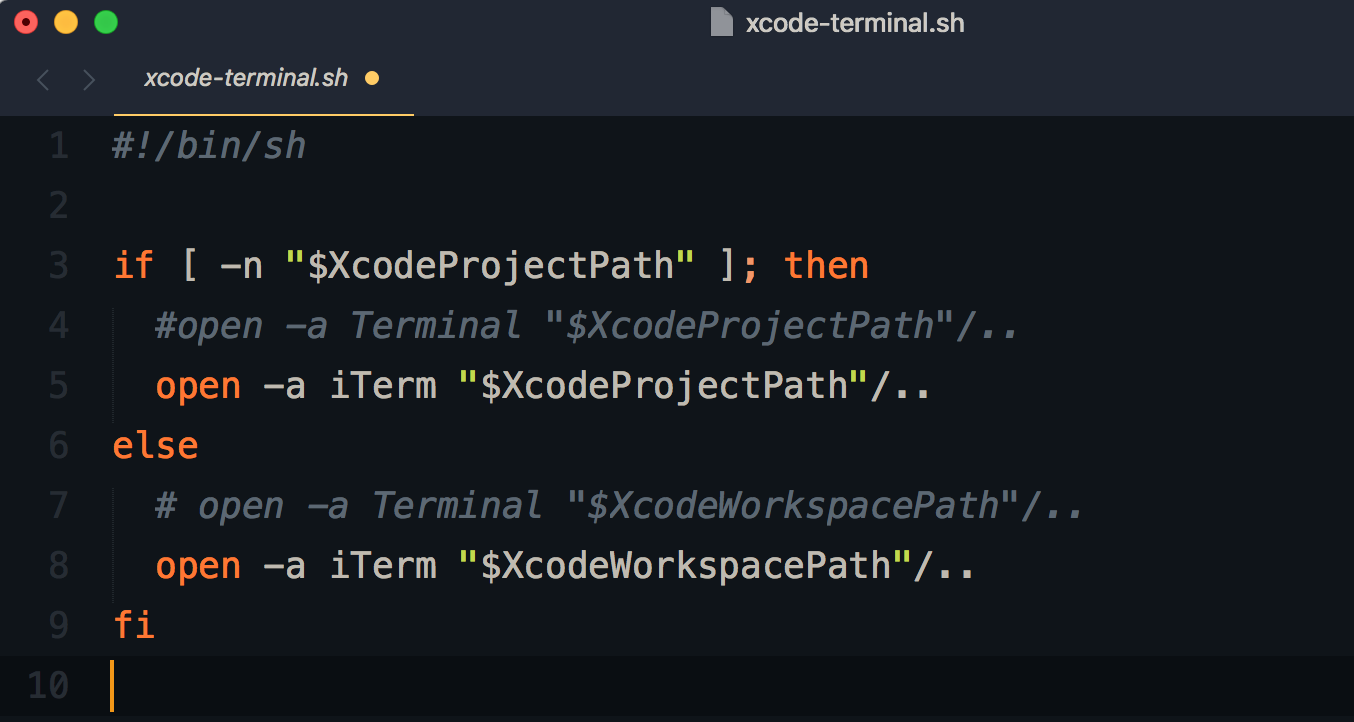 xcode-terminal.sh
xcode-terminal.sh
1 #!/bin/sh
2
3 if [ -n "$XcodeProjectPath" ]; then
4   #open -a Terminal "$XcodeProjectPath"/..
5   open -a iTerm "$XcodeProjectPath"/..
6 else
7   # open -a Terminal "$XcodeWorkspacePath"/..
8   open -a iTerm "$XcodeWorkspacePath"/..
9 fi
10